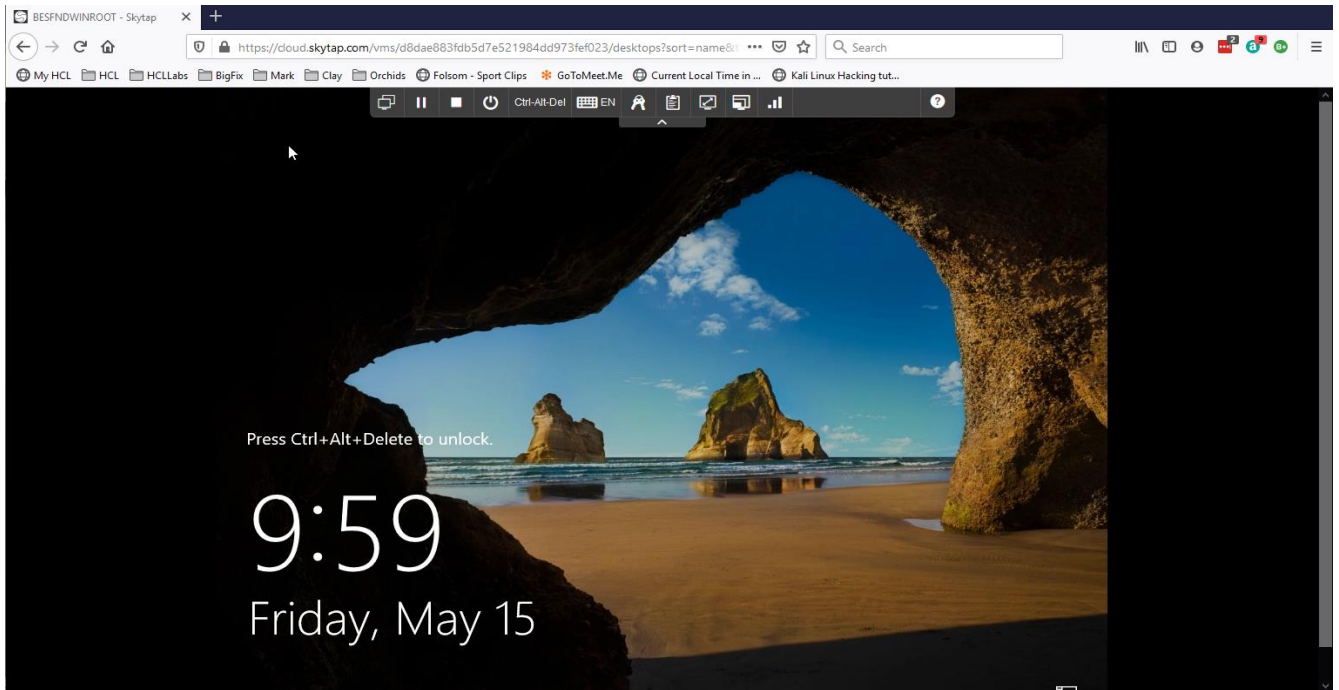 BESFNDWINROOT - Skytap
https://cloud.skytap.com/vms/d8dae883fdb5d7e521984dd973fef023/desktops?sort=name&
Search
2
9
a
B+
My HCL HCL HCLLabs BigFix Mark Clay Orchids Folsom - Sport Clips GoToMeet.Me Current Local Time in ... Kali Linux Hacking tut...
Ctrl-Alt-Del EN
?
Press Ctrl+Alt+Delete to unlock.
9:59
Friday, May 15